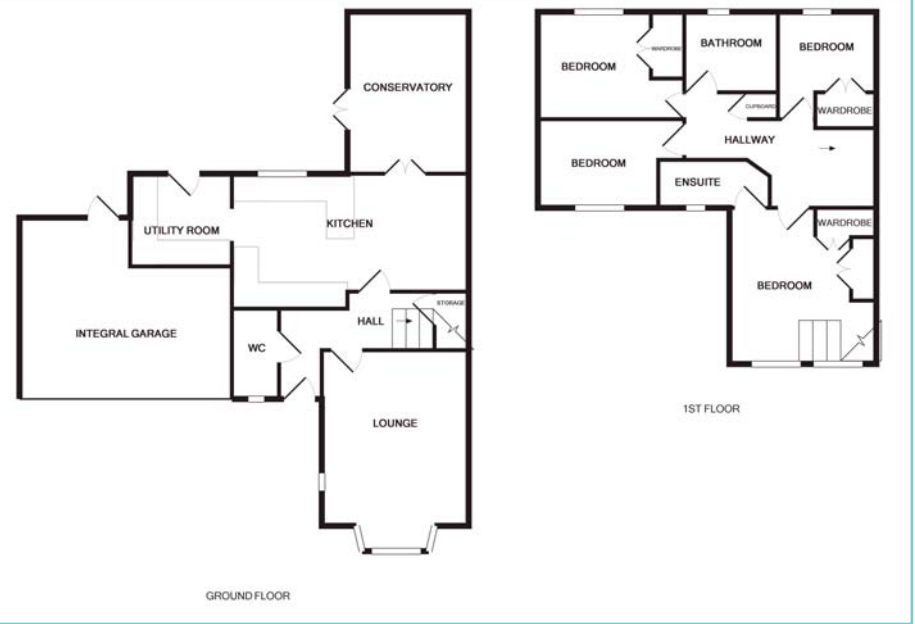 CONSERVATORY
UTILITY ROOM
KITCHEN
STORAGE
HALL
INTEGRAL GARAGE
WC
LOUNGE
GROUND FLOOR
BEDROOM
WARDROBE
BATHROOM
BEDROOM
CUPBOARD
WARDROBE
HALLWAY
BEDROOM
ENSUITE
WARDROBE
BEDROOM
1ST FLOOR